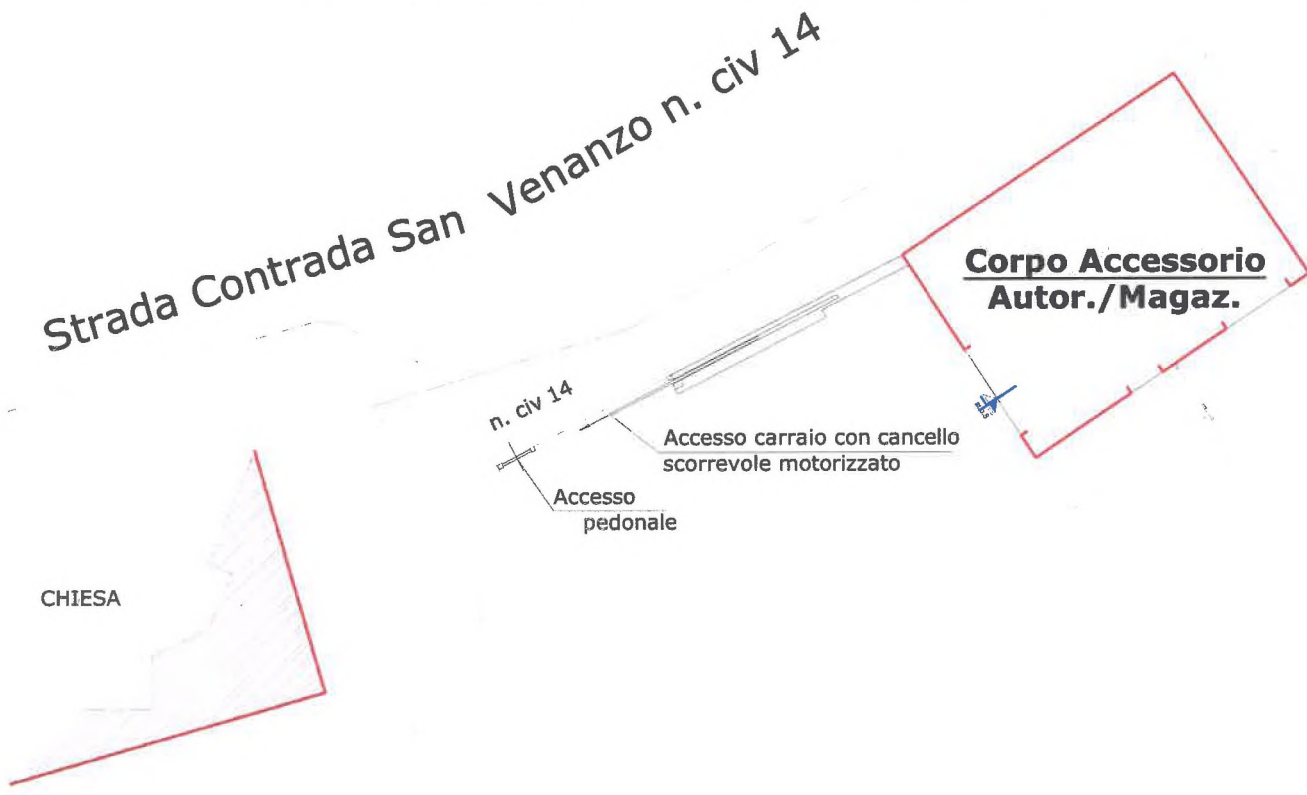 Strada Contrada San Venanzo n. civ 14
Corpo Accessorio
Autor./Magaz.
n. civ 14
Accesso carraio con cancello
scorrevole motorizzato
Accesso
pedonale
CHIESA